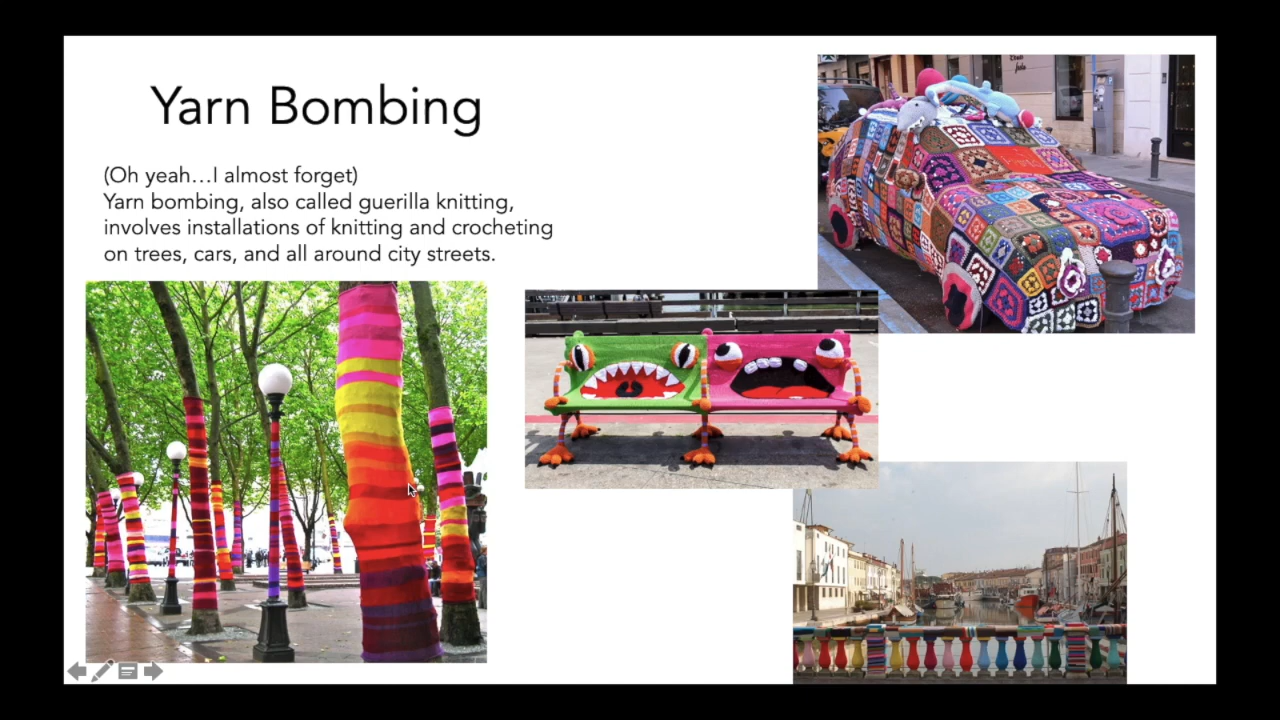 Yarn Bombing
(Oh yeah...I almost forget)
Yarn bombing, also called guerilla knitting,
involves installations of knitting and crocheting
on trees, cars, and all around city streets.